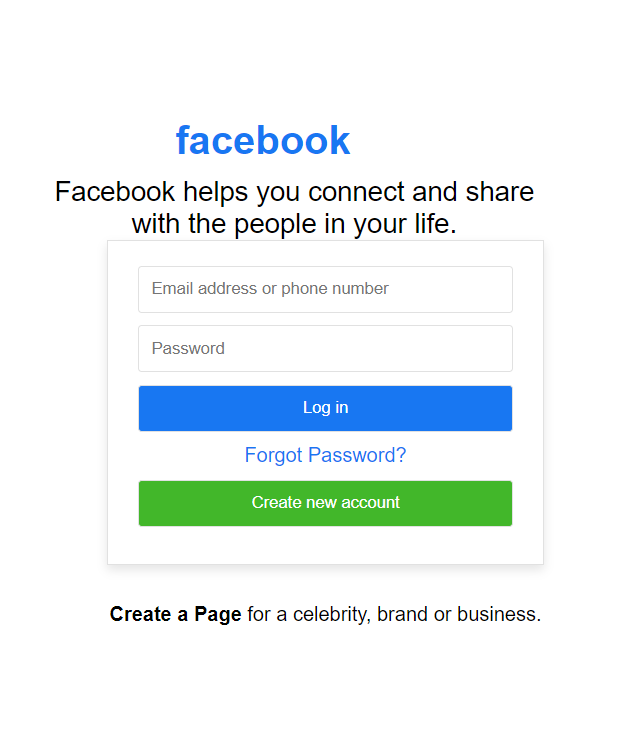 facebook
Facebook helps you connect and share
with the people in your life.
Email address or phone number
Password
Log in
Forgot Password?
Create new account
Create a Page for a celebrity, brand or business.